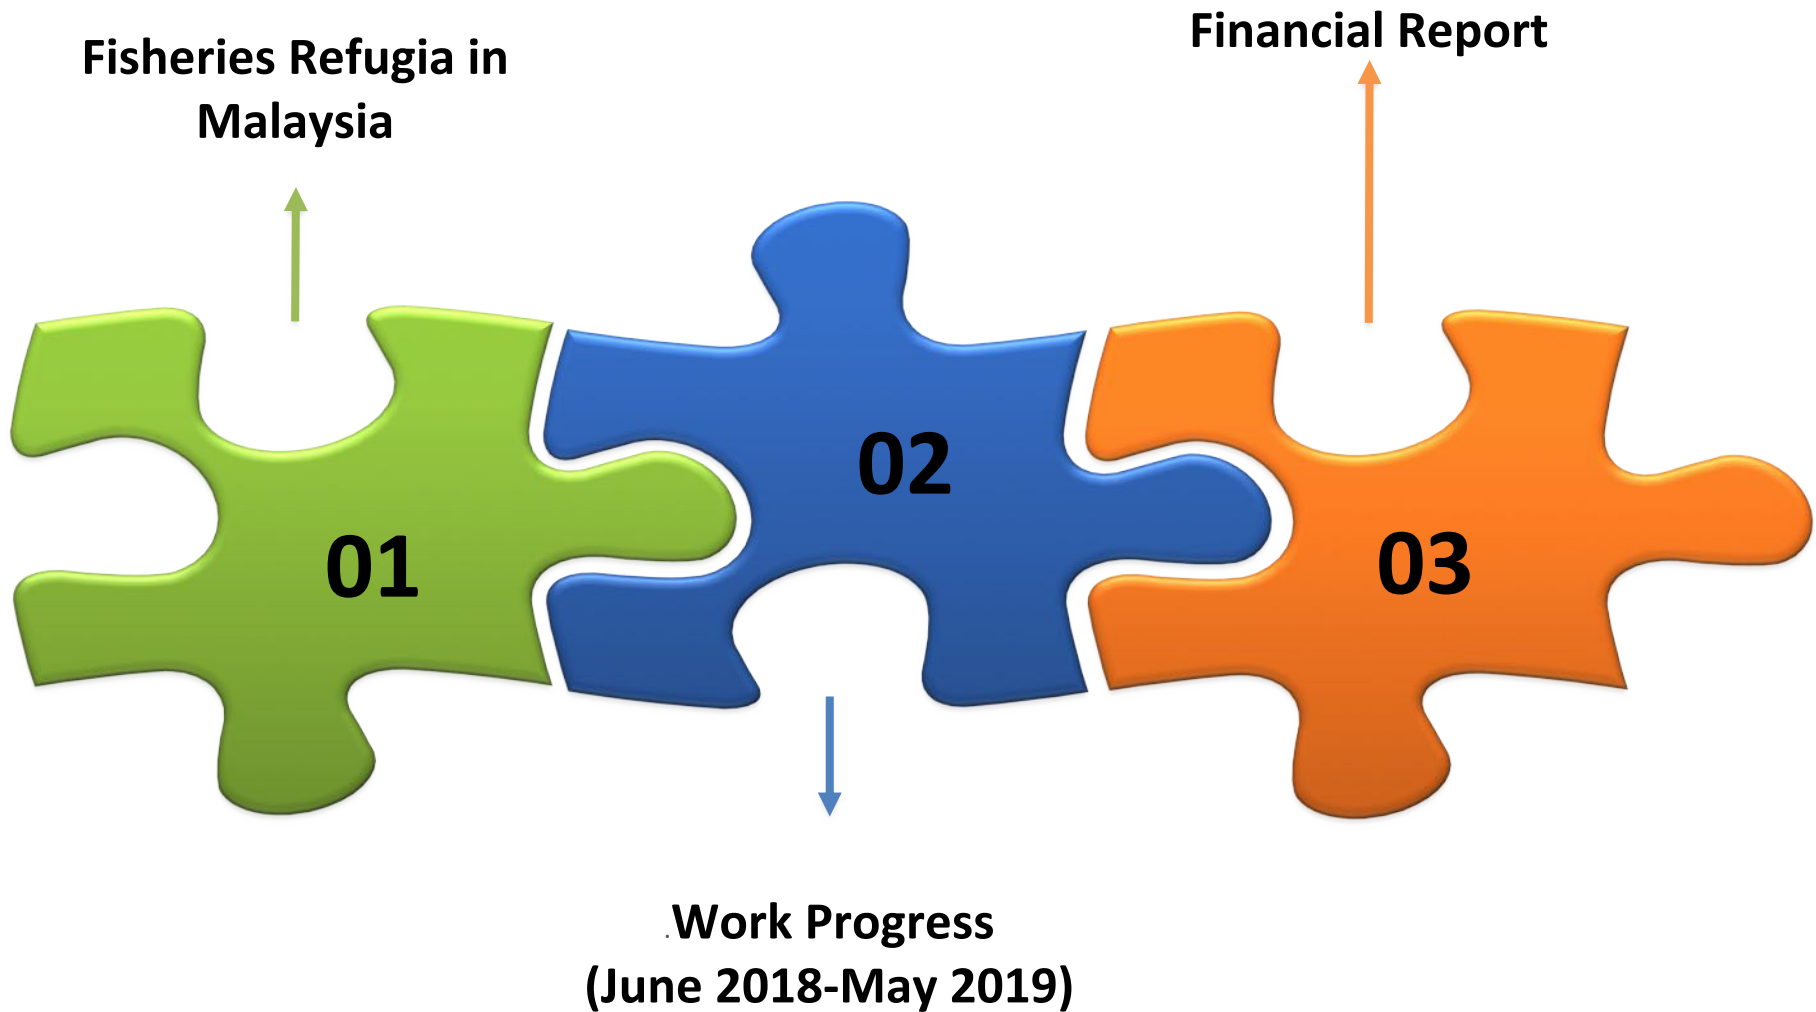 Fisheries Refugia in
Malaysia
01
02
.Work Progress
(June 2018-May 2019)
Financial Report
03